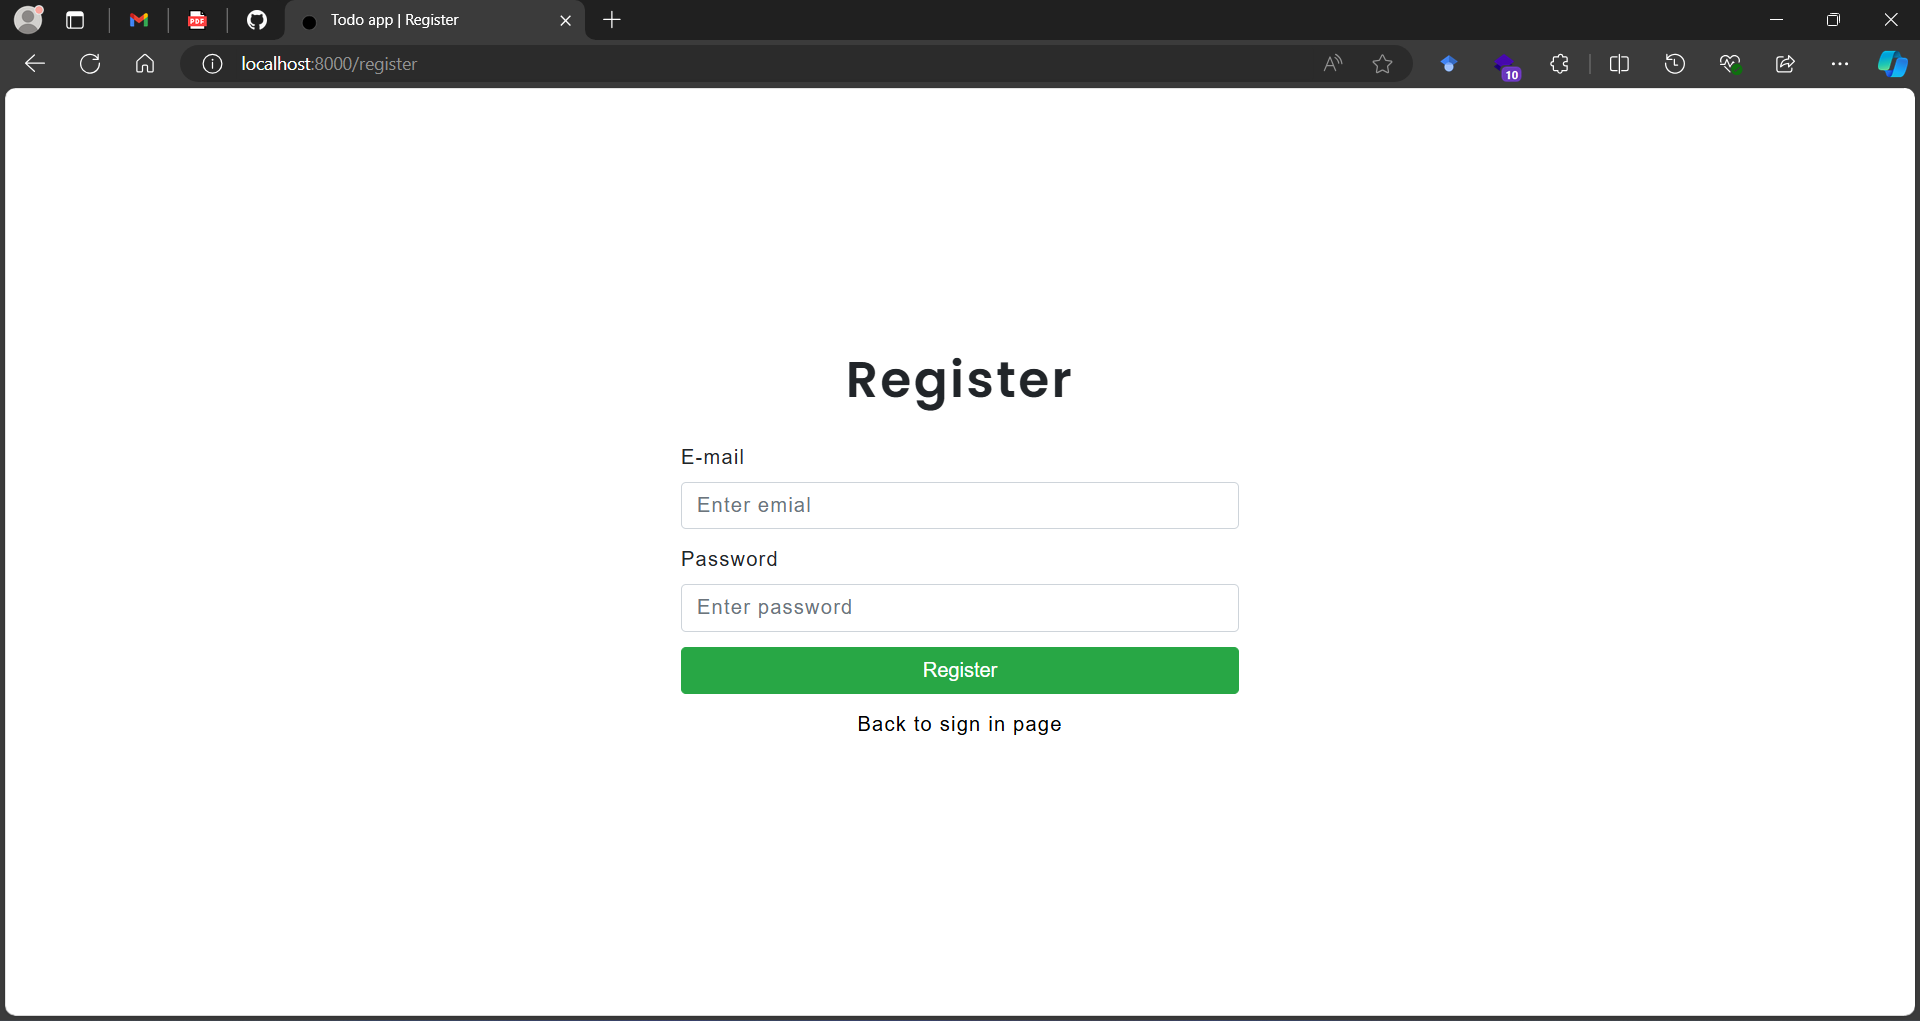 Todo app | Register
localhost:8000/register
10
PDF
Register
E-mail
Enter emial
Password
Enter password
Register
Back to sign in page